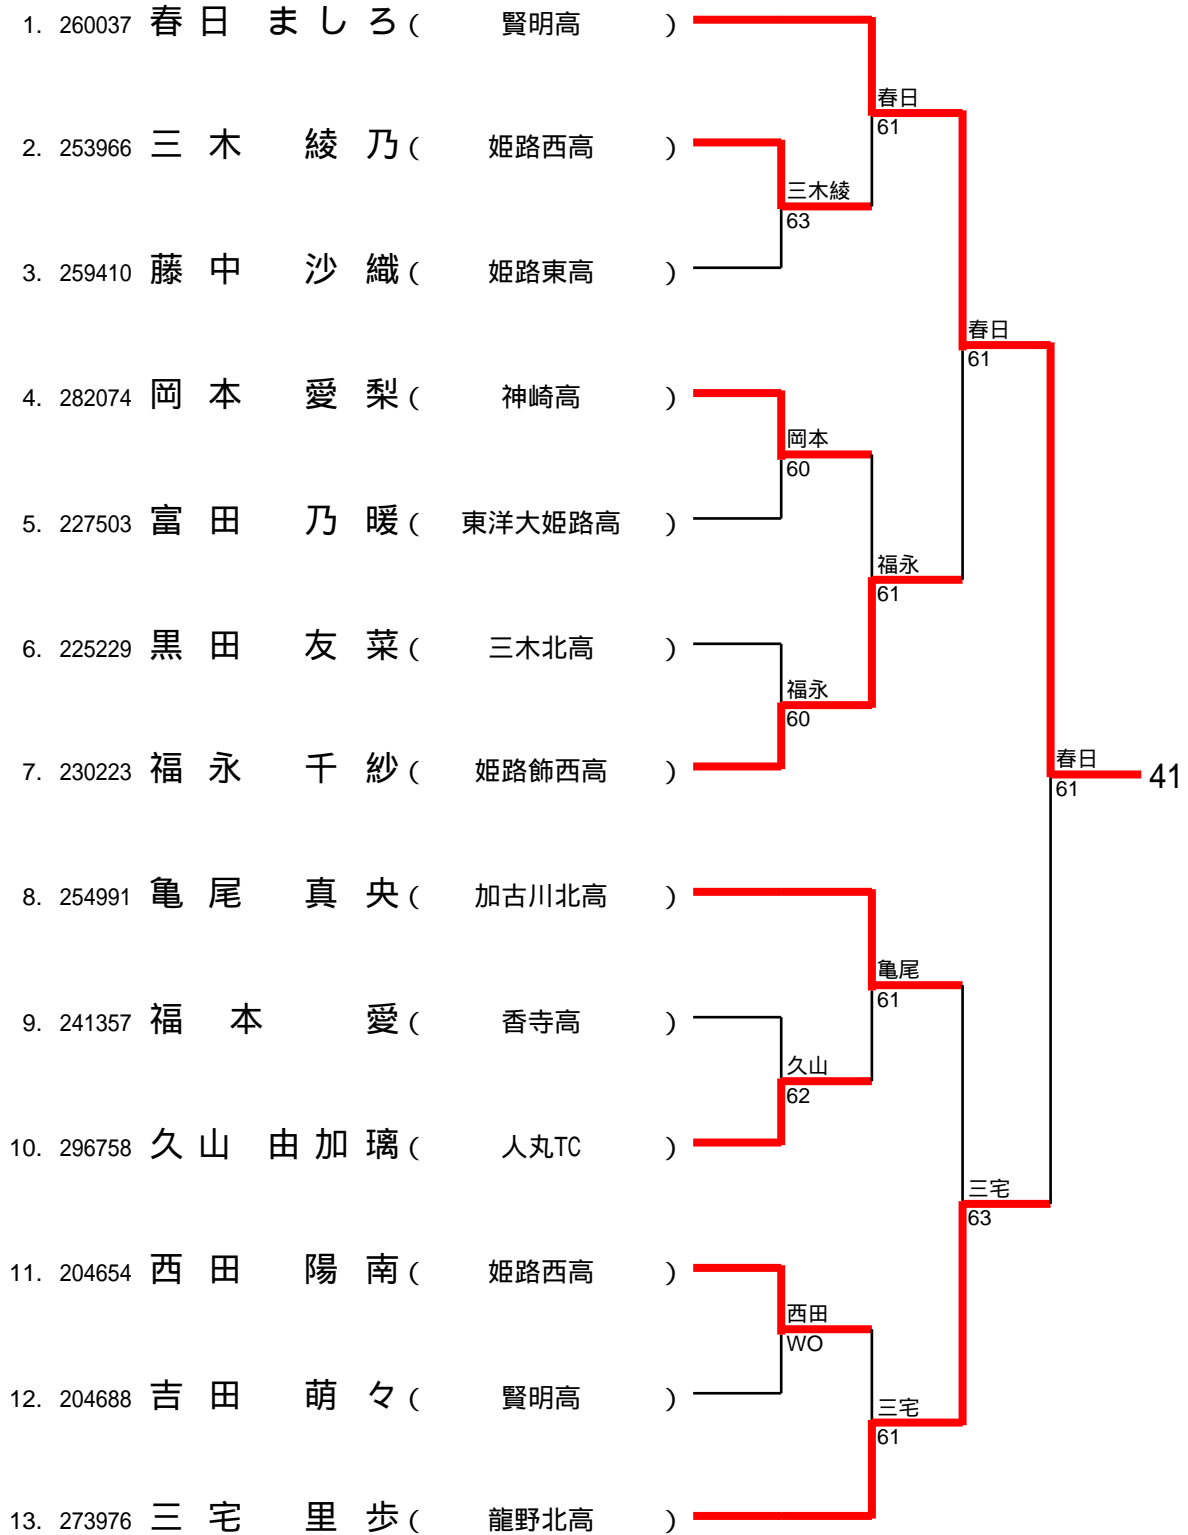 1. 260037 春日 ましろ ( 賢明高 )
春日
61
2. 253966 三木 綾乃 ( 姫路西高 )
三木綾
63
3. 259410 藤中 沙織 ( 姫路東高 )
春日
61
4. 282074 岡本 愛梨 ( 神崎高 )
岡本
60
5. 227503 富田 乃暖 ( 東洋大姫路高 )
福永
61
6. 225229 黒田 友菜 ( 三木北高 )
福永
60
7. 230223 福永 千紗 ( 姫路飾西高 )
春日
61
41
8. 254991 亀尾 真央 ( 加古川北高 )
亀尾
61
9. 241357 福本 愛 ( 香寺高 )
久山
62
10. 296758 久山 由加璃 ( 人丸TC )
三宅
63
11. 204654 西田 陽南 ( 姫路西高 )
西田
WO
12. 204688 吉田 萌々 ( 賢明高 )
三宅
61
13. 273976 三宅 里歩 ( 龍野北高 )